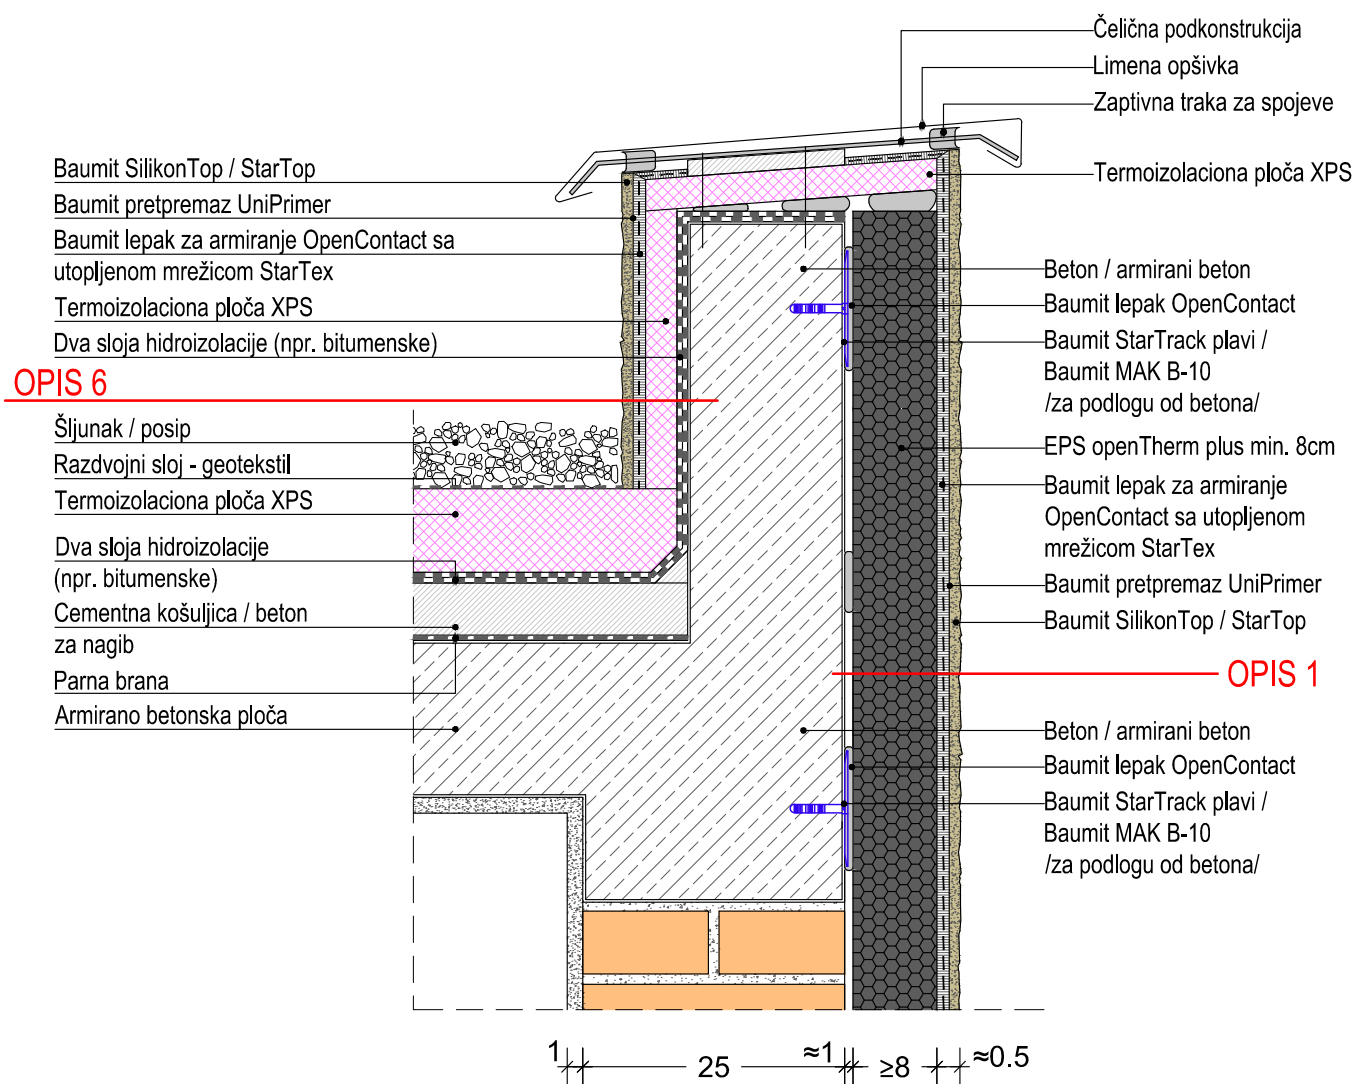 Čelična podkonstrukcija
Limena opšivka
Zaptivna traka za spojeve
Termoizolaciona ploča XPS
Baumit SilikonTop / StarTop
Baumit pretpremaz UniPrimer
Baumit lepak za armiranje OpenContact sa
utopljenom mrežicom StarTex
Termoizolaciona ploča XPS
Dva sloja hidroizolacije (npr. bitumenske)
OPIS 6
Šljunak / posip
Razdvojni sloj - geotekstil
Termoizolaciona ploča XPS
Dva sloja hidroizolacije
(npr. bitumenske)
Cementna košuljica / beton
za nagib
Parna brana
Armirano betonska ploča
Beton / armirani beton
Baumit lepak OpenContact
Baumit StarTrack plavi /
Baumit MAK B-10
/za podlogu od betona/
EPS openTherm plus min. 8cm
Baumit lepak za armiranje
OpenContact sa utopljenom
mrežicom StarTex
Baumit pretpremaz UniPrimer
Baumit SilikonTop / StarTop
OPIS 1
Beton / armirani beton
Baumit lepak OpenContact
Baumit StarTrack plavi /
Baumit MAK B-10
/za podlogu od betona/
1 25 ≈1 ≥8 ≈0.5